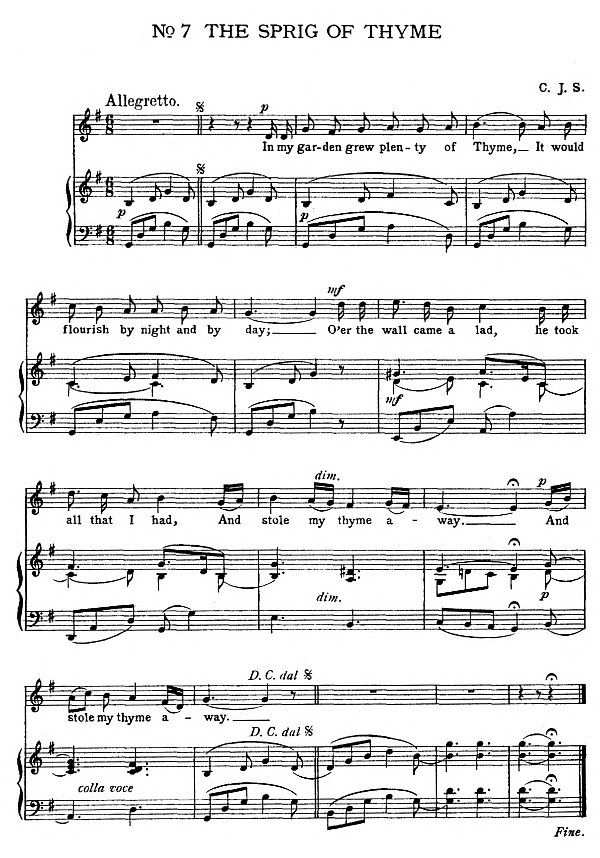 No 7 THE SPRIG OF THYME
C. J. S.
Allegretto.
p
In my gar-den grew plen-ty of Thyme, It would
p
mf
flourish by night and by day; O'er the wall came a lad, he took
mf
dim. p
all that I had, And stole my thyme a - way. And
dim. p
D. C. dal
stole my thyme a - way.
D. C. dal
colla voce
Fine.